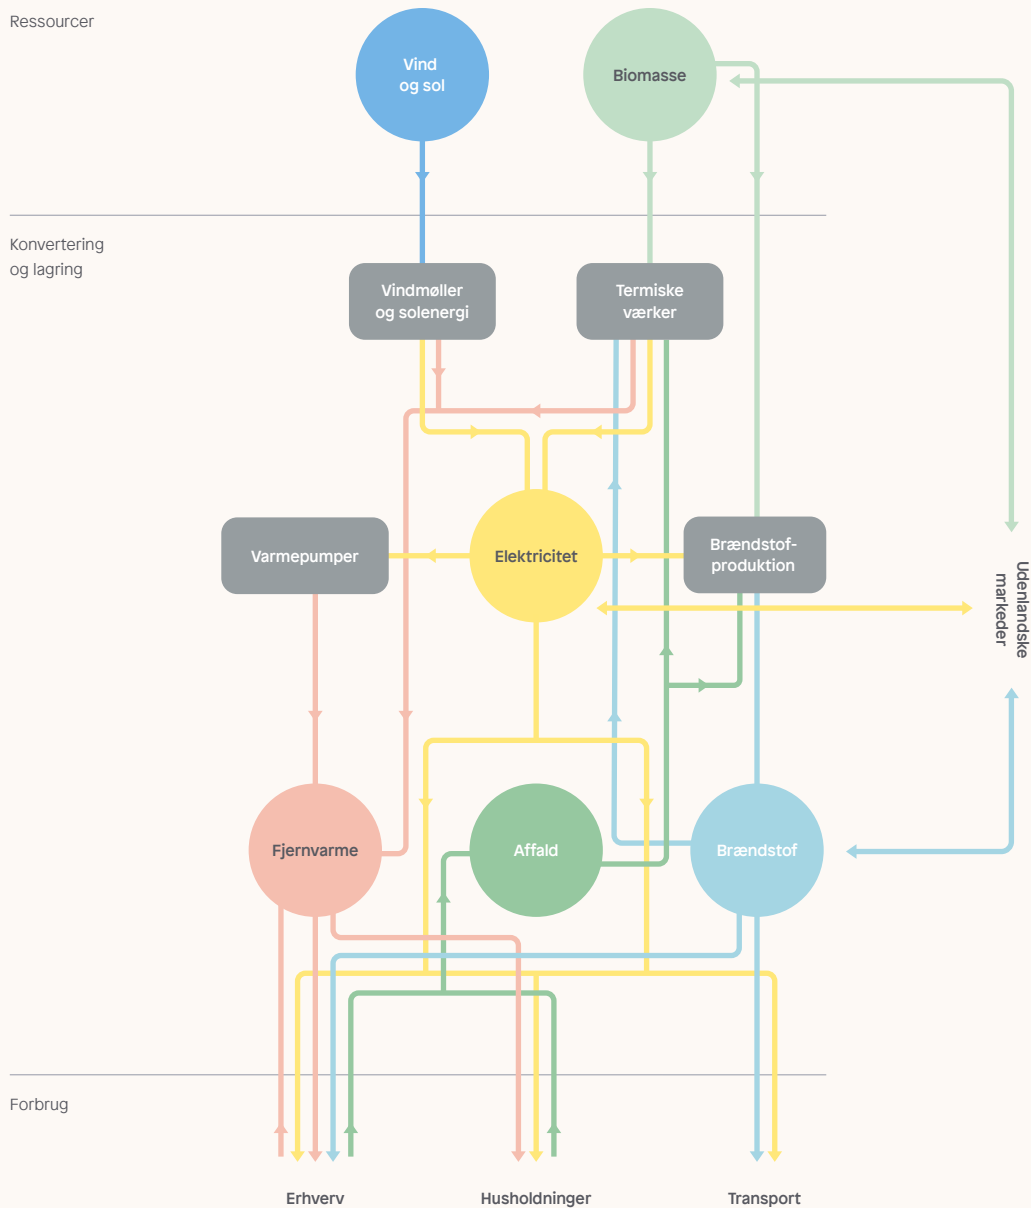 Ressourcer
Vind
og sol
Biomasse
Konvertering
og lagring
Vindmøller
og solenergi
Termiske
værker
Varmepumper
Elektricitet
Brændstof-
produktion
Udenlandske
markeder
Fjernvarme
Affald
Brændstof
Forbrug
Erhverv
Husholdninger
Transport